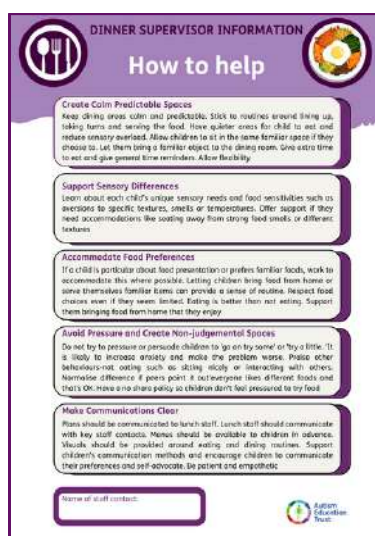 DINNER SUPERVISOR INFORMATION
How to help
Create Calm Predictable Spaces
Keep dining areas calm and predictable. Stick to routines around lining up,
taking turns and serving the food. Have quieter areas for child to eat and
reduce sensory overload. Allow children to sit in the same familiar space if they
choose to. Let them bring a familiar object to the dining room. Give extra time
to eat and give general time reminders. Allow flexibility
Support Sensory Differences
Learn about each child's unique sensory needs and food sensitivities such as
aversions to specific textures, smells or temperatures. Offer support if they
need accommodations like seating away from strong food smells or different
textures
Accommodate Food Preferences
If a child is particular about food presentation or prefers familiar foods, work to
accommodate this where possible. Letting children bring food from home or
serve themselves familiar items can provide a sense of routine. Respect food
choices even if they seem limited. Eating is better than not eating. Support
them bringing food from home that they enjoy
Avoid Pressure and Create Non-judgemental Spaces
Do not try to pressure or persuade children to 'go on try some' or 'try a little. 'It
is likely to increase anxiety and make the problem worse. Praise other
behaviours-not eating such as sitting nicely or interacting with others.
Normalise difference if peers point it out'everyone likes different foods and
that's OK. Have a no share policy so children don't feel pressured to try food
Make Communications Clear
Plans should be communicated to lunch staff. Lunch staff should communicate
with key staff contacts. Menus should be available to children in advance.
Visuals should be provided around eating and dining routines. Support
children's communication methods and encourage children to communicate
their preferences and self-advocate. Be patient and empathetic
Name of staff contact:
Autism
Education
Trust